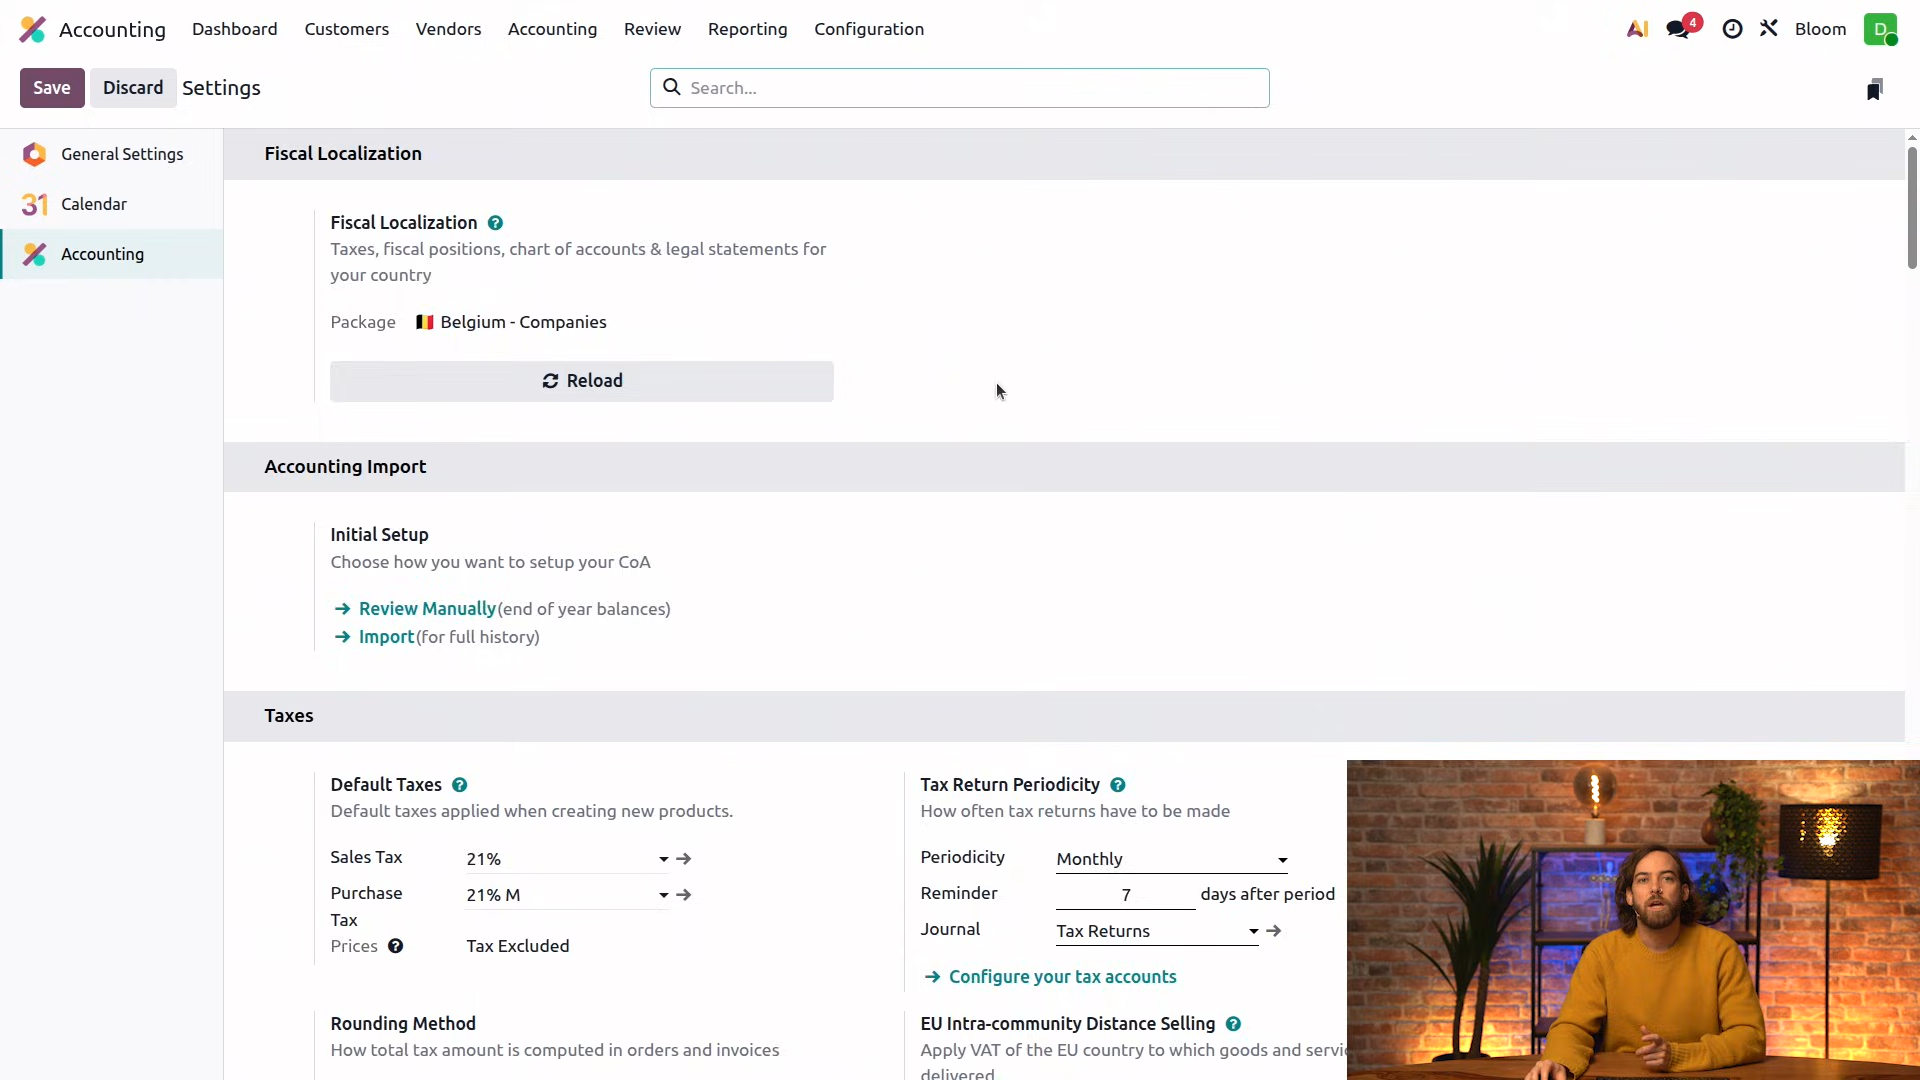 Accounting
Dashboard
Customers
Vendors
Accounting
Review
Reporting
Configuration
AI
4
Bloom
D
Save
Discard
Settings
Search...
General Settings
31 Calendar
Accounting
Fiscal Localization
Fiscal Localization ?
Taxes, fiscal positions, chart of accounts & legal statements for
your country
Package Belgium - Companies
Reload
Accounting Import
Initial Setup
Choose how you want to setup your CoA
→ Review Manually (end of year balances)
→ Import (for full history)
Taxes
Default Taxes ?
Default taxes applied when creating new products.
Sales Tax 21% →
Purchase 21% M →
Tax
Prices ? Tax Excluded
Tax Return Periodicity ?
How often tax returns have to be made
Periodicity Monthly
Reminder 7 days after period
Journal Tax Returns →
→ Configure your tax accounts
Rounding Method
How total tax amount is computed in orders and invoices
EU Intra-community Distance Selling ?
Apply VAT of the EU country to which goods and
delivered.